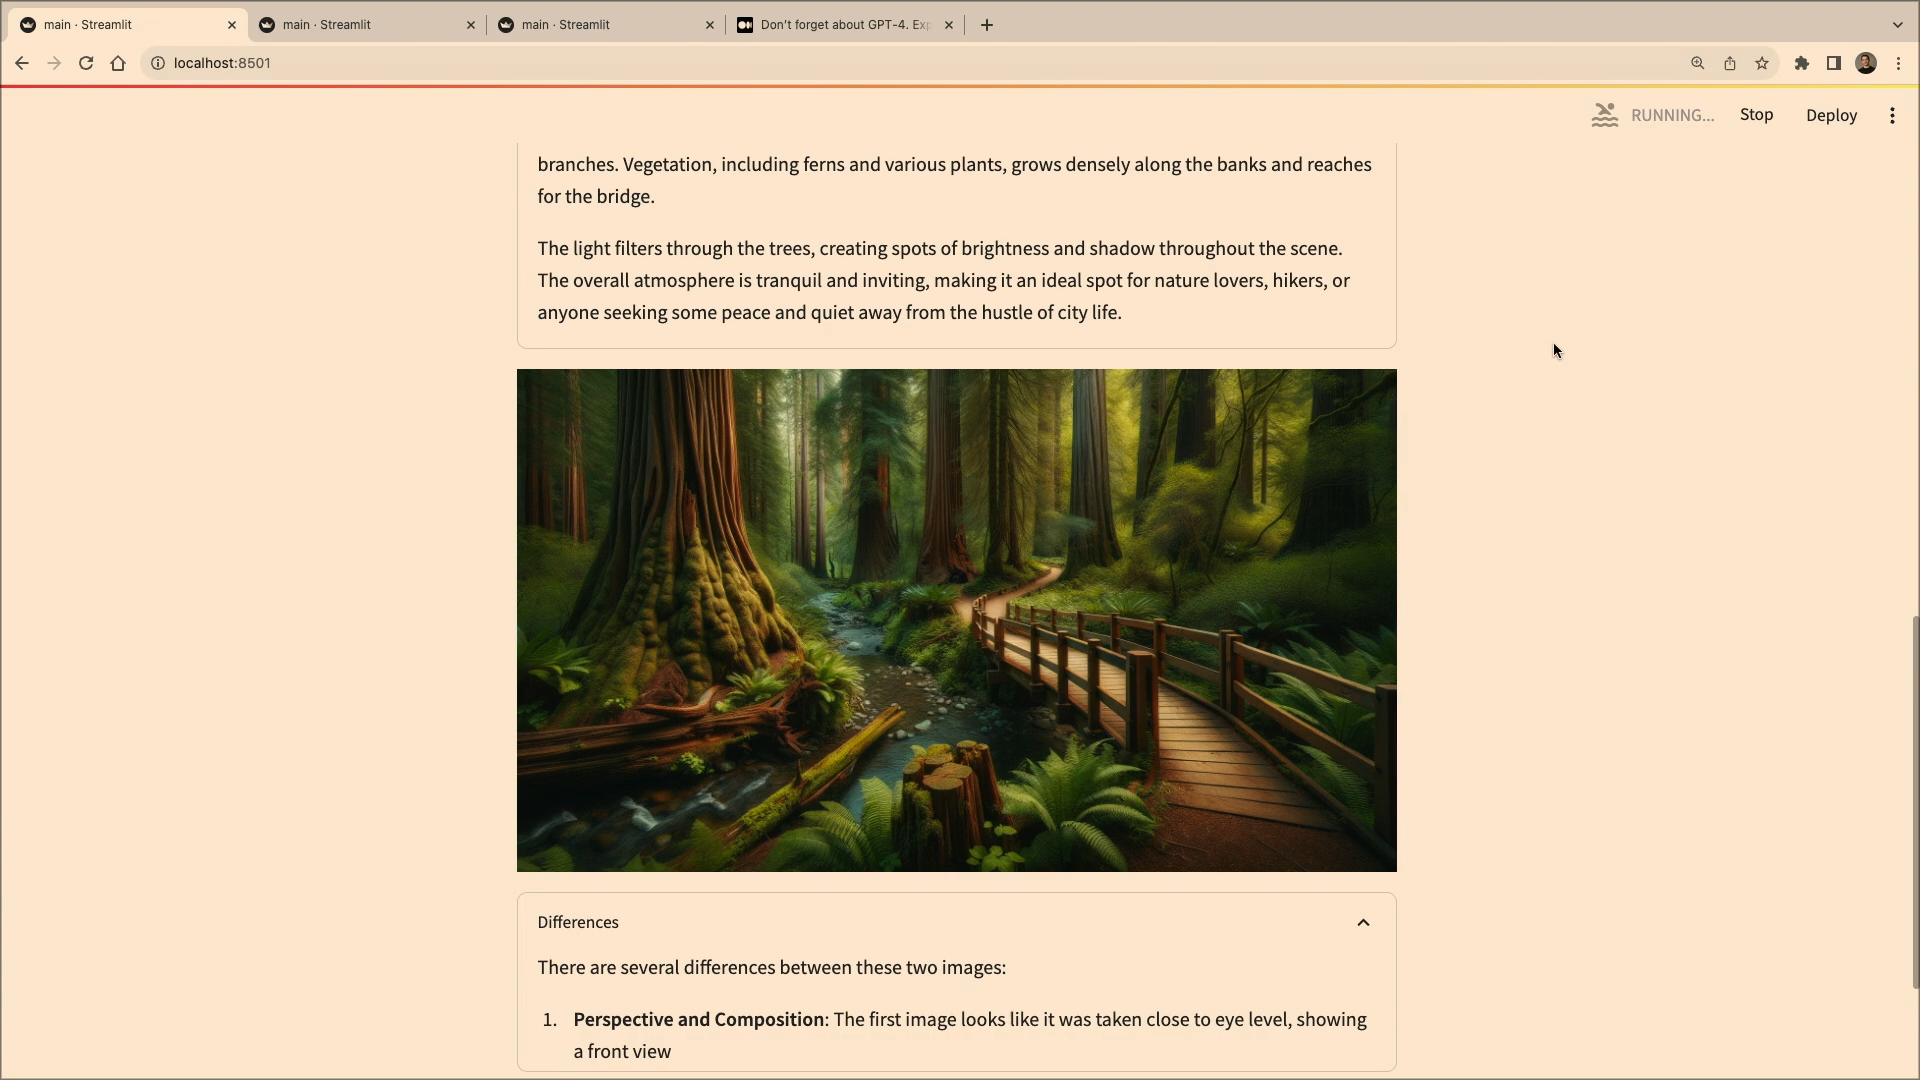 main · Streamlit
main · Streamlit
main · Streamlit
Don't forget about GPT-4. Exp
localhost:8501
RUNNING...
Stop
Deploy
branches. Vegetation, including ferns and various plants, grows densely along the banks and reaches
for the bridge.
The light filters through the trees, creating spots of brightness and shadow throughout the scene.
The overall atmosphere is tranquil and inviting, making it an ideal spot for nature lovers, hikers, or
anyone seeking some peace and quiet away from the hustle of city life.
Differences
There are several differences between these two images:
1. Perspective and Composition: The first image looks like it was taken close to eye level, showing
a front view